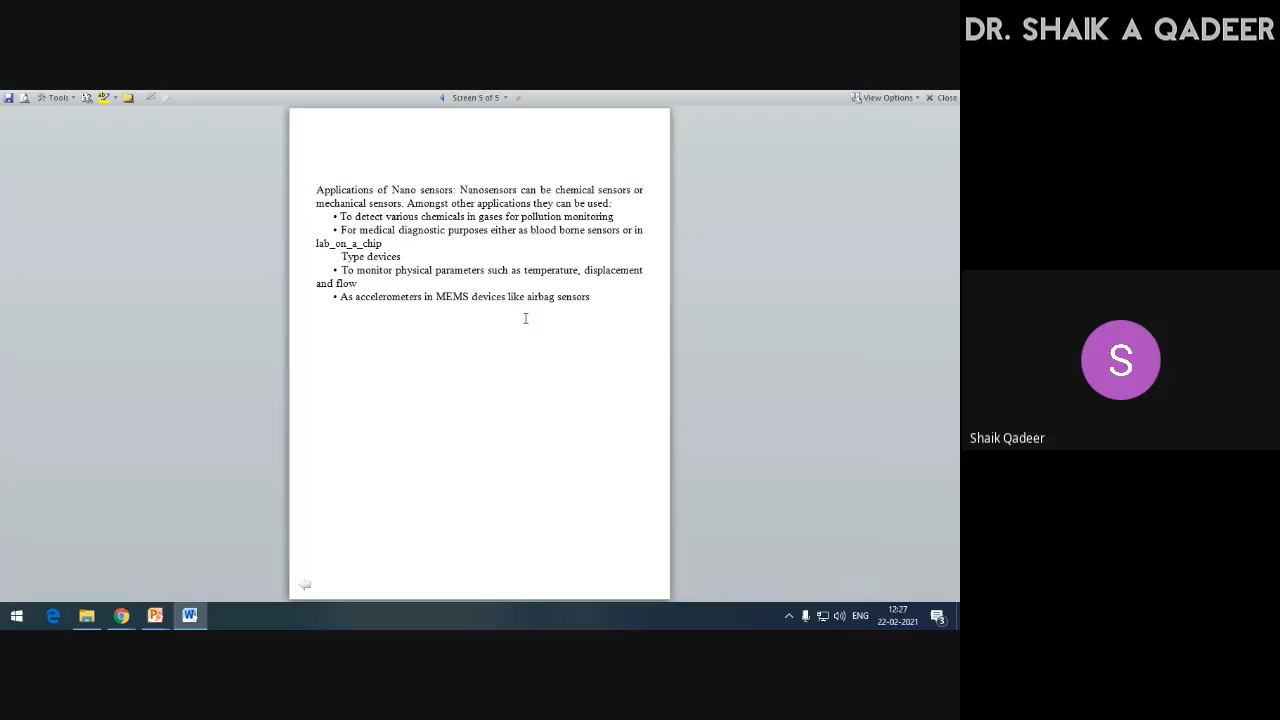 DR. SHAIK A QADEER
Tools
Screen 5 of 5
View Options
Close
Applications of Nano sensors: Nanosensors can be chemical sensors or
mechanical sensors. Amongst other applications they can be used:
• To detect various chemicals in gases for pollution monitoring
• For medical diagnostic purposes either as blood borne sensors or in
lab_on_a_chip
Type devices
• To monitor physical parameters such as temperature, displacement
and flow
• As accelerometers in MEMS devices like airbag sensors
S
Shaik Qadeer
ENG
12:27
22-02-2021
3